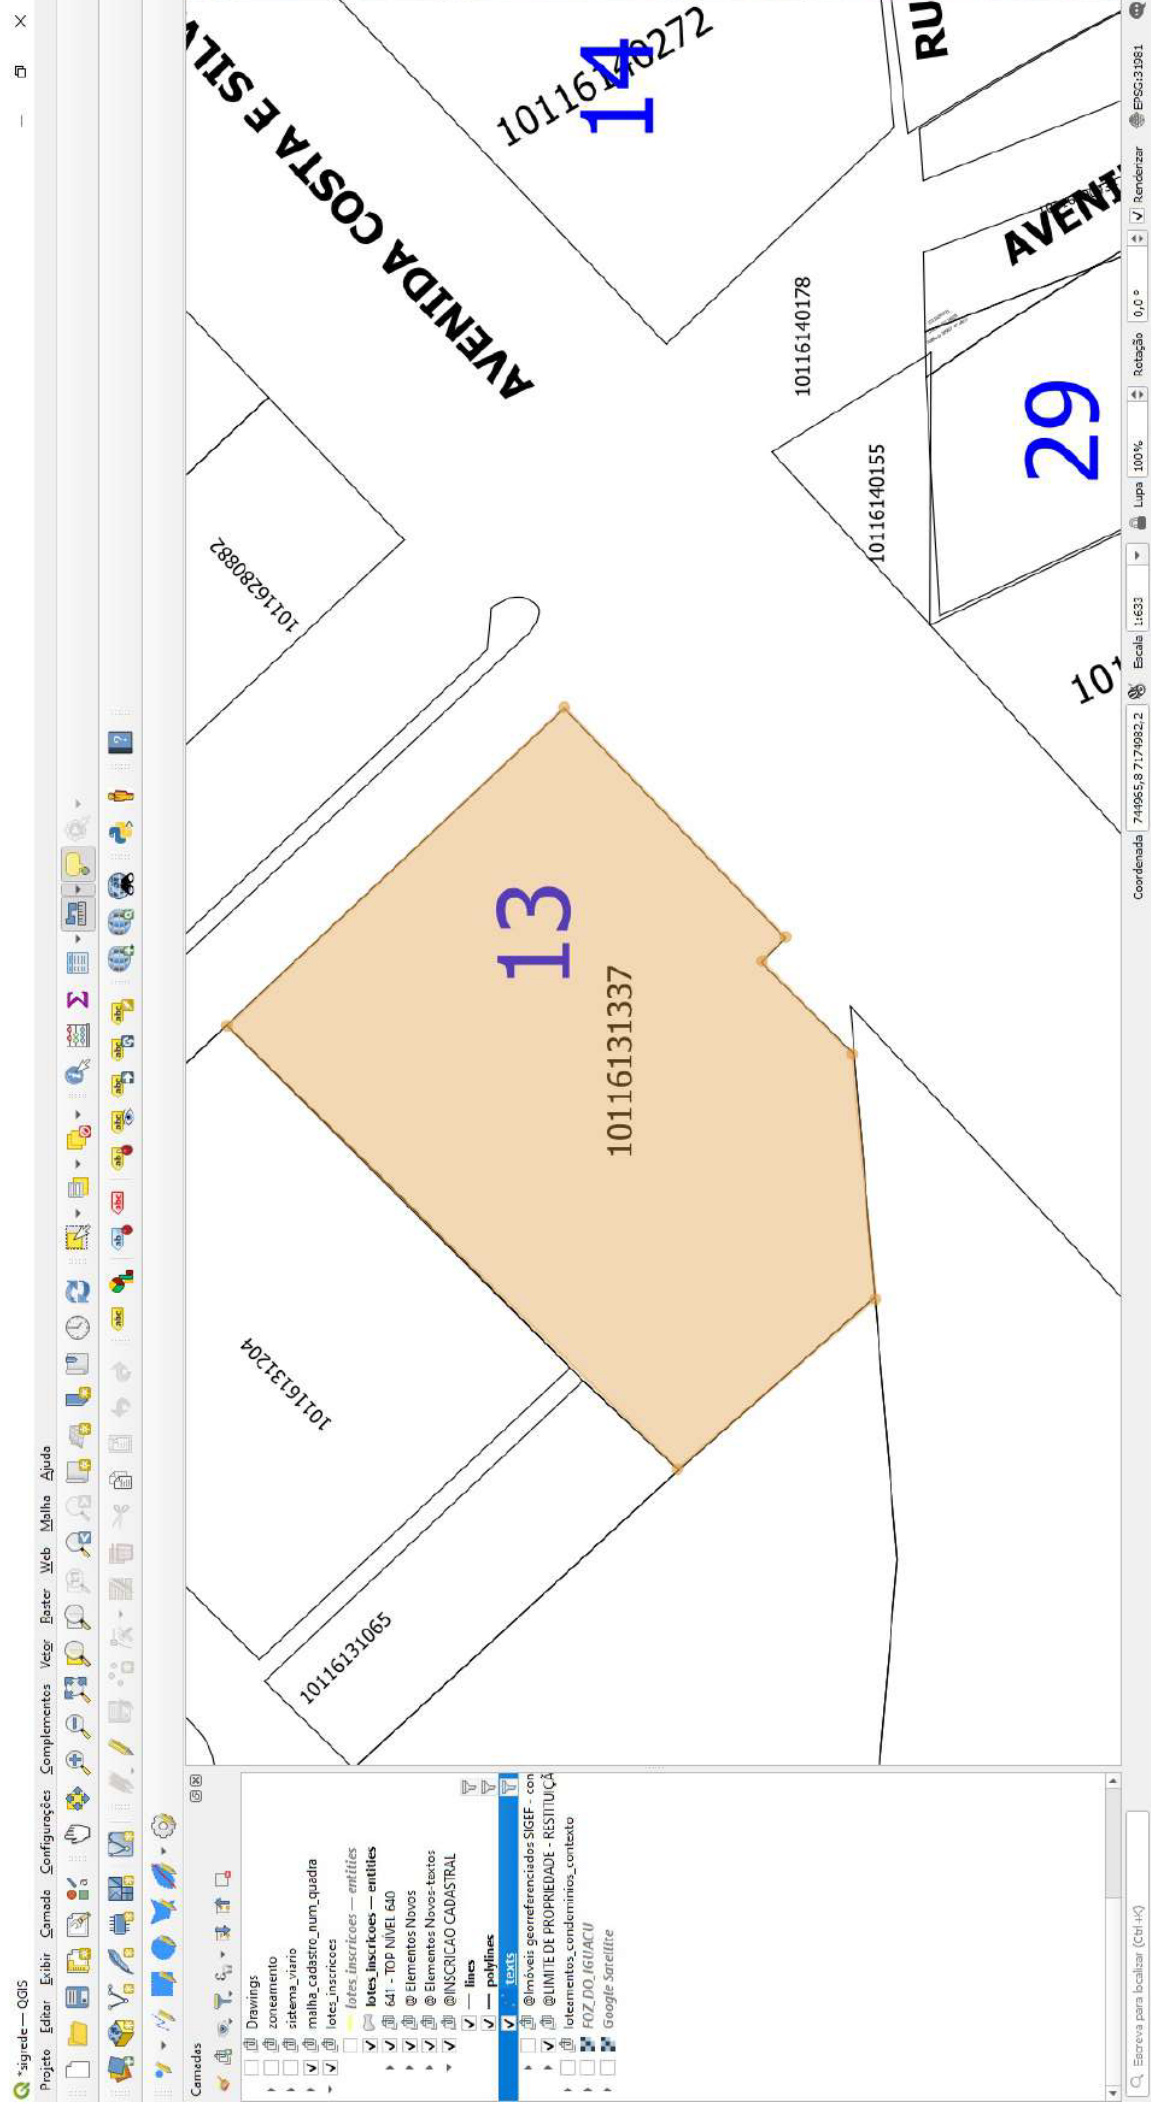 *sigrede — QGIS
Projeto Editar Exibir Camada Configurações Complementos Vetor Raster Web Malha Ajuda
Camadas
Drawings
zoneamento
sistema_viario
malha_cadastro_num_quadra
lotes_inscricoes
lotes_inscricoes — entities
lotes_inscricoes — entities
641 - TOP NÍVEL 640
@ Elementos Novos
@ Elementos Novos-textos
@INSCRICAO CADASTRAL
lines
polylines
texts
@Imóveis georreferenciados SIGEF - con
@LIMITE DE PROPRIEDADE - RESTITUIÇÃ
loteamentos_condominios_contexto
FOZ_DO_IGUACU
Google Satellite
AVENIDA COSTA E SILV
10116140272
14
RU
10116280882
10116140178
AVENI
10116140155
29
101
13
10116131337
10116131204
10116131065
Escreva para localizar (Ctrl+K)
Coordenada 744965,8 7174982,2 Escala 1:633 Lupa 100% Rotação 0,0 ° Renderizar EPSG:31981